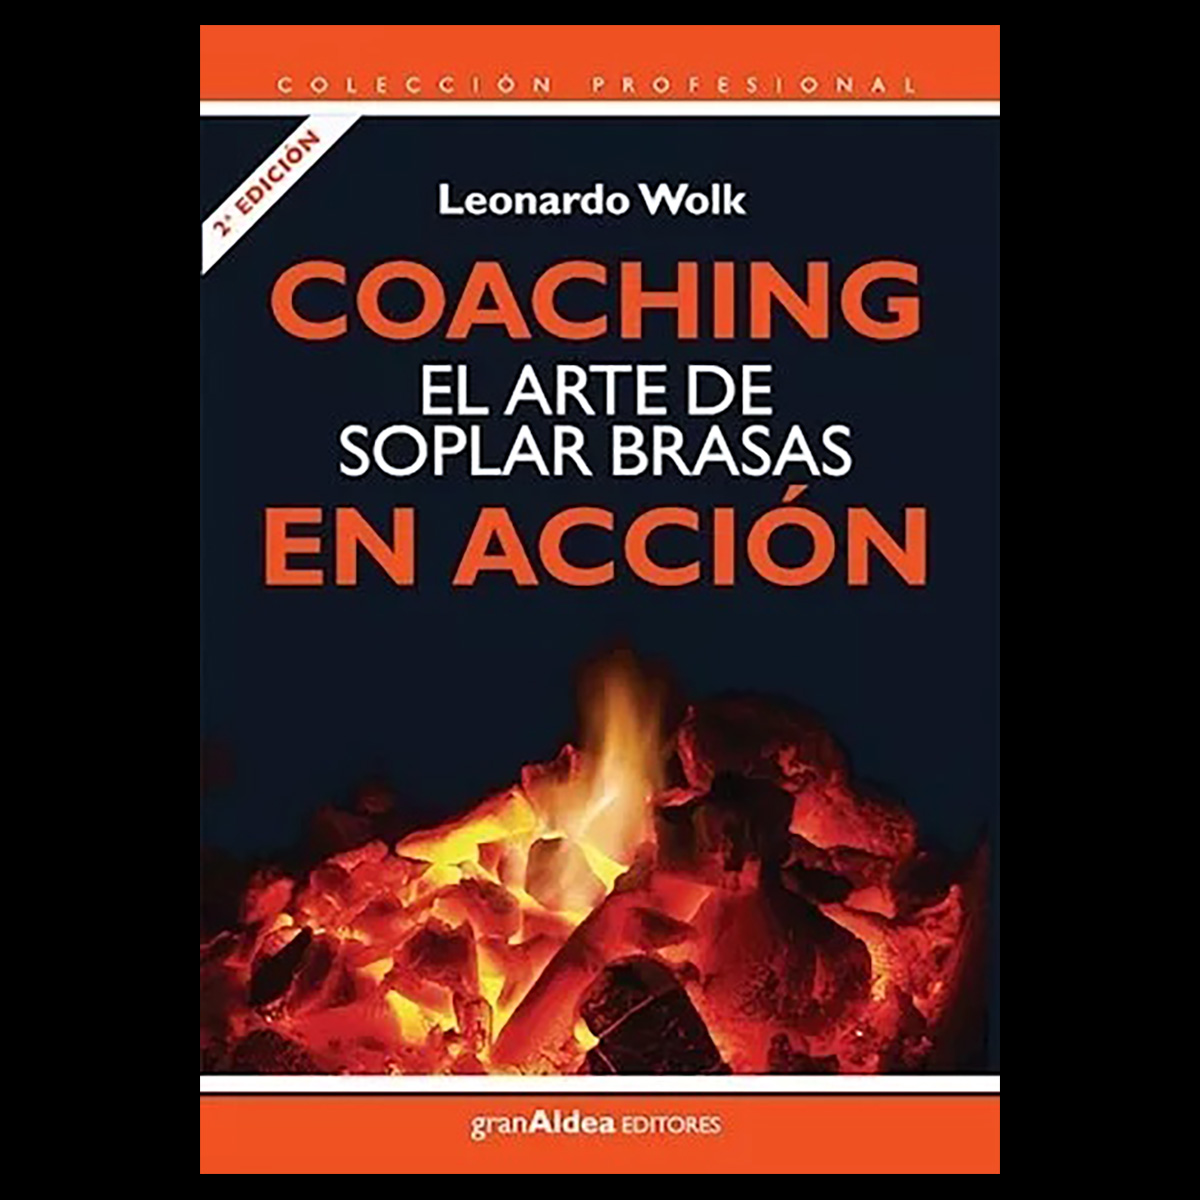 COLECCIÓN PROFESIONAL
2ª EDICIÓN
Leonardo Wolk
COACHING
EL ARTE DE
SOPLAR BRASAS
EN ACCIÓN
granAldea EDITORES